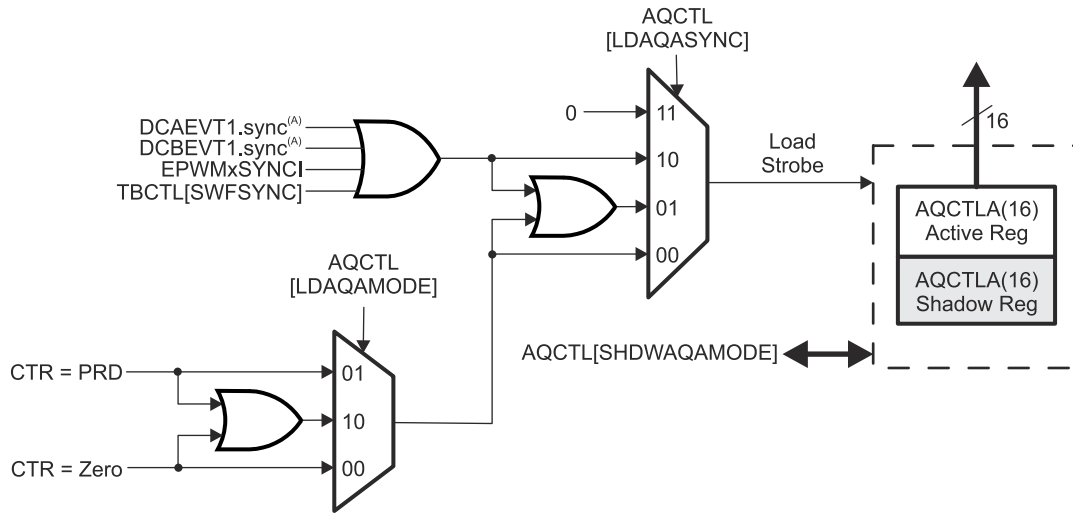 AQCTL
[LDAQASYNC]
0
11
16
DCAEVT1.sync(A)
DCBEVT1.sync(A)
EPWMxSYNCI
TBCTL[SWFSYNC]
10
Load
Strobe
01
00
AQCTLA(16)
Active Reg
AQCTLA(16)
Shadow Reg
AQCTL
[LDAQAMODE]
AQCTL[SHDWAQAMODE]
CTR = PRD
01
10
CTR = Zero
00